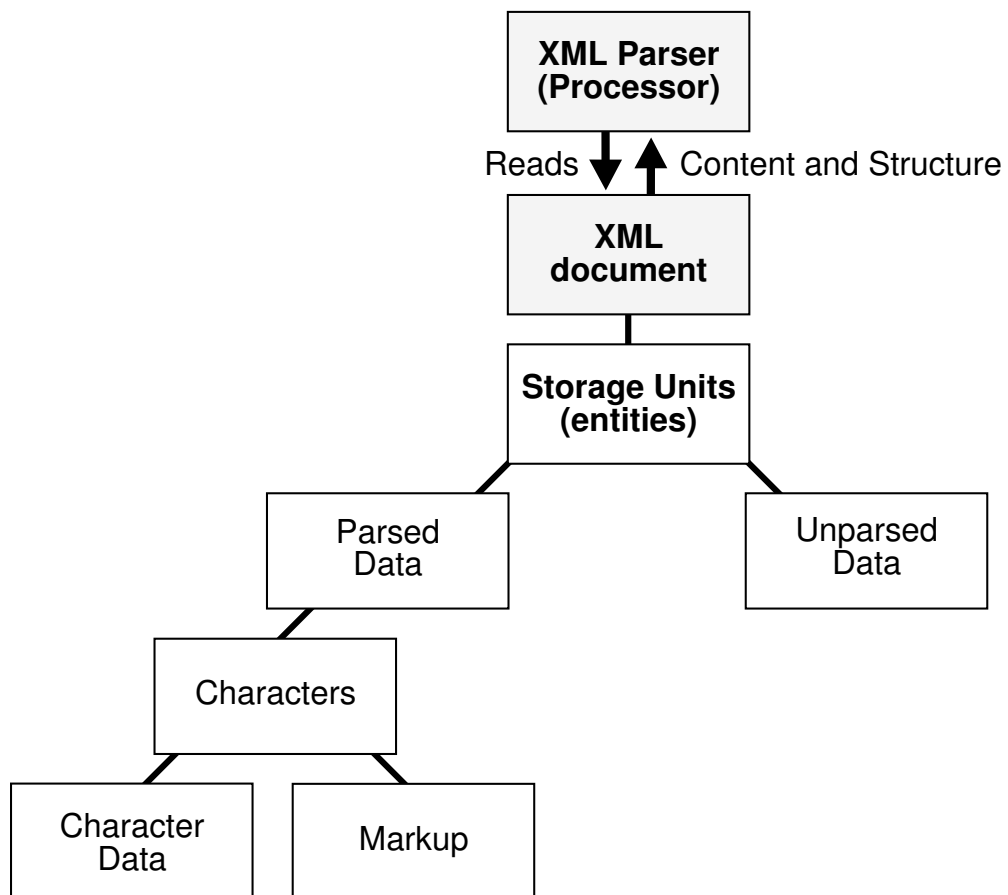 XML Parser
(Processor)
Reads
Content and Structure
XML
document
Storage Units
(entities)
Parsed
Data
Unparsed
Data
Characters
Character
Data
Markup